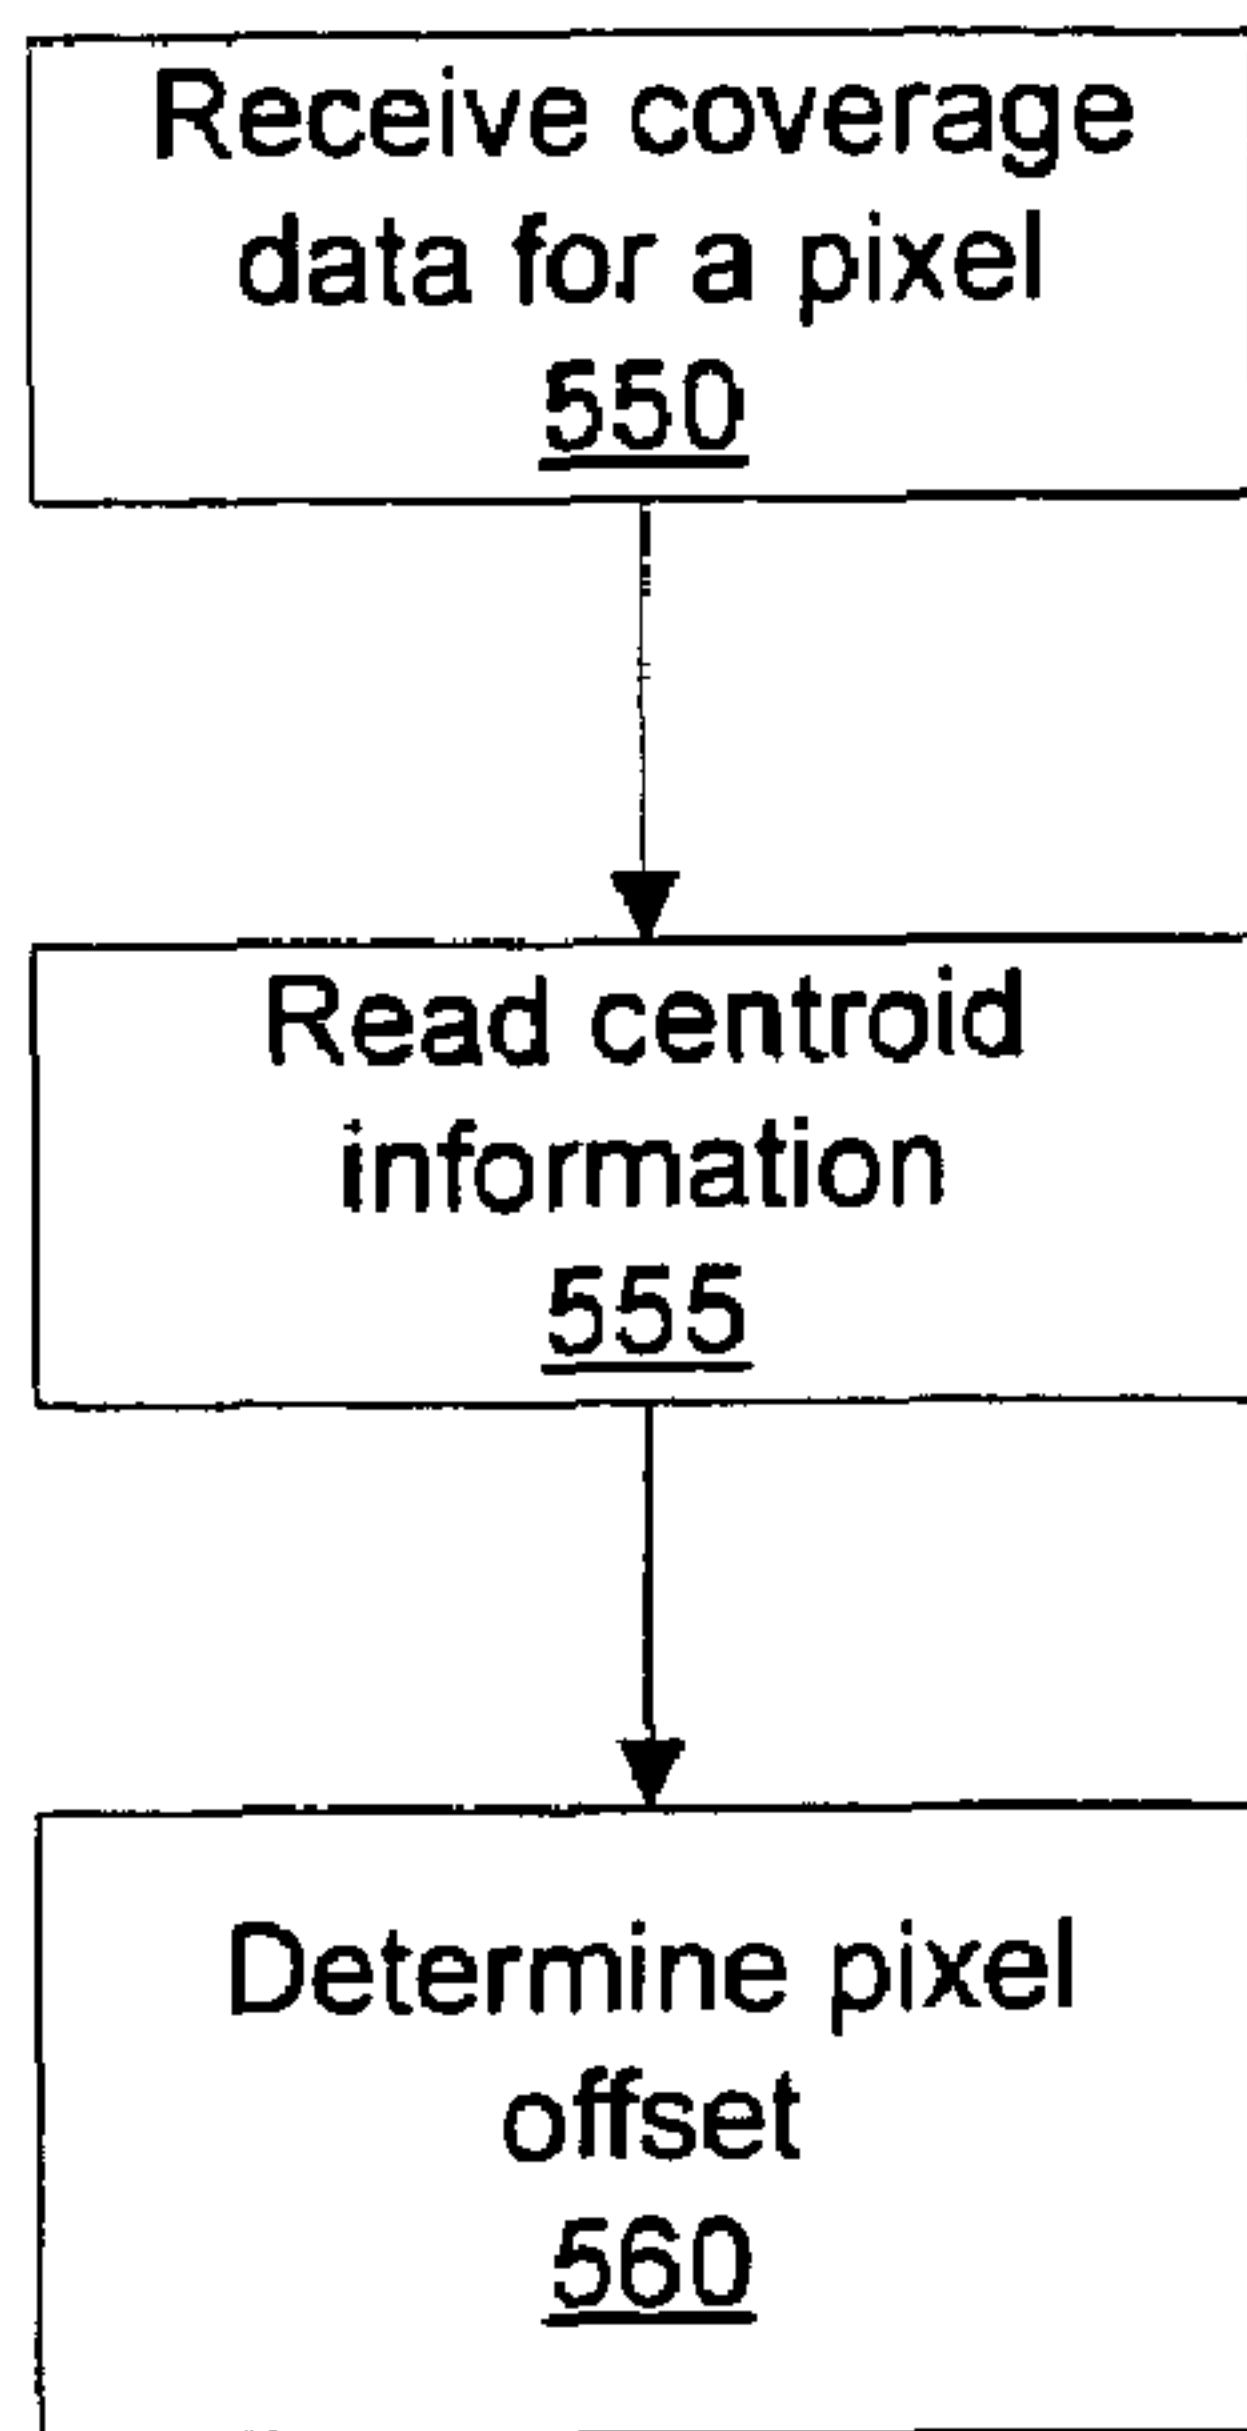 Receive coverage
data for a pixel
550
Read centroid
information
555
Determine pixel
offset
560